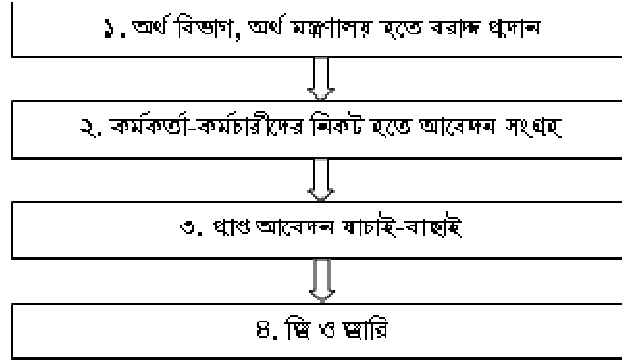 ১. অর্থ বিভাগ, অর্থ মন্ত্রণালয় হতে বরাদ্দ প্রদান
২. কর্মকর্তা-কর্মচারীদের নিকট হতে আবেদন সংগ্রহ
৩. প্রাপ্ত আবেদন যাচাই-বাছাই
৪. জি ও জারি